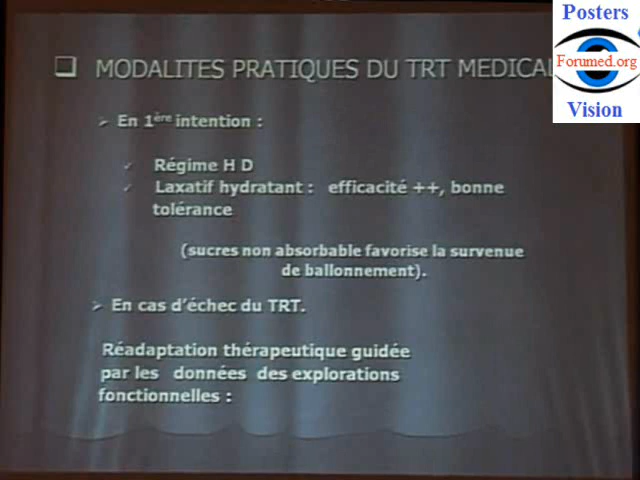 Posters
Forumed.org
Vision
MODALITES PRATIQUES DU TRT MEDICAL
En 1ère intention :
Régime H D
Laxatif hydratant : efficacité ++, bonne
tolérance
(sucres non absorbable favorise la survenue
de ballonnement).
En cas d'échec du TRT.
Réadaptation thérapeutique guidée
par les données des explorations
fonctionnelles :